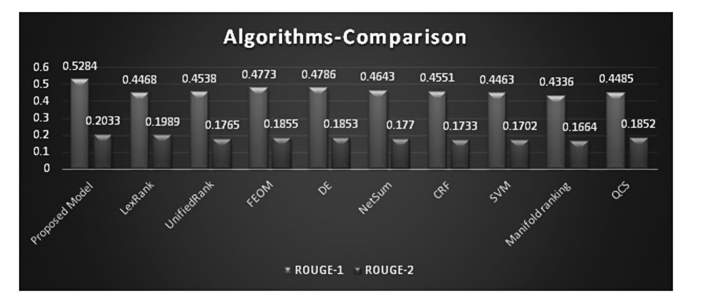 Algorithms-Comparison
0.6
0.5
0.4
0.3
0.2
0.1
0
0.5284
0.2033
0.4468
0.1989
0.4538
0.1765
0.4773
0.1855
0.4786
0.1853
0.4643
0.177
0.4551
0.1733
0.4463
0.1702
0.4336
0.1664
0.4485
0.1852
Proposed Model
LexRank
UnifiedRank
FEOM
DE
NetSum
CRF
SVM
Manifold ranking
QCS
ROUGE-1 ROUGE-2